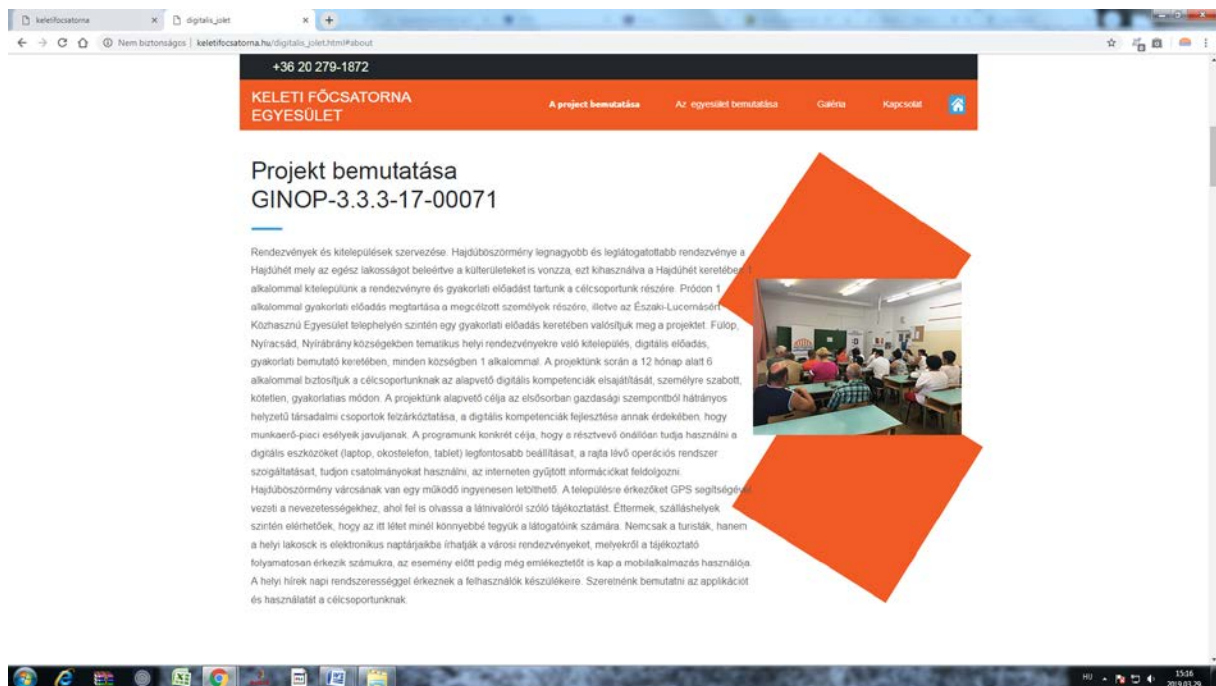 keletifocsatorna
digitalis_jolet
Nem biztonságos | keletifocsatorna.hu/digitalis_jolet.html#about
+36 20 279-1872
KELETI FŐCSATORNA
EGYESÜLET
A project bemutatása
Az egyesület bemutatása
Galéria
Kapcsolat
Projekt bemutatása
GINOP-3.3.3-17-00071
Rendezvények és kitelepülések szervezése. Hajdúböszörmény legnagyobb és leglátogatottabb rendezvénye a
Hajdúhét mely az egész lakosságot beleértve a külterületeket is vonzza, ezt kihasználva a Hajdúhét keretében 1
alkalommal kitelepülünk a rendezvényre és gyakorlati előadást tartunk a célcsoportunk részére. Pródon 1
alkalommal gyakorlati előadás megtartása a megcélzott személyek részére, illetve az Északi-Lucernásért
Közhasznú Egyesület telephelyén szintén egy gyakorlati előadás keretében valósítjuk meg a projektet. Fülöp,
Nyíracsád, Nyírábrány községekben tematikus helyi rendezvényekre való kitelepülés, digitális előadás,
gyakorlati bemutató keretében, minden községben 1 alkalommal. A projektünk során a 12 hónap alatt 6
alkalommal biztosítjuk a célcsoportunknak az alapvető digitális kompetenciák elsajátítását, személyre szabott,
kötetlen, gyakorlatias módon. A projektünk alapvető célja az elsősorban gazdasági szempontból hátrányos
helyzetű társadalmi csoportok felzárkóztatása, a digitális kompetenciák fejlesztése annak érdekében, hogy
munkaerő-piaci esélyeik javuljanak. A programunk konkrét célja, hogy a résztvevő önállóan tudja használni a
digitális eszközöket (laptop, okostelefon, tablet) legfontosabb beállításait, a rajta lévő operációs rendszer
szolgáltatásait, tudjon csatolmányokat használni, az interneten gyűjtött információkat feldolgozni.
Hajdúböszörmény városának van egy működő ingyenesen letölthető. A településre érkezőket GPS segítségével
vezeti a nevezetességekhez, ahol fel is olvassa a látnivalóról szóló tájékoztatást. Éttermek, szálláshelyek
szintén elérhetőek, hogy az itt létet minél könnyebbé tegyük a látogatóink számára. Nemcsak a turisták, hanem
a helyi lakosok is elektronikus naptárjaikba írhatják a városi rendezvényeket, melyekről a tájékoztató
folyamatosan érkezik számukra, az esemény előtt pedig még emlékeztetőt is kap a mobilalkalmazás használója.
A helyi hírek napi rendszerességgel érkeznek a felhasználók készülékeire. Szeretnénk bemutatni az applikációt
és használatát a célcsoportunknak.
HU
15:16
2019.03.29